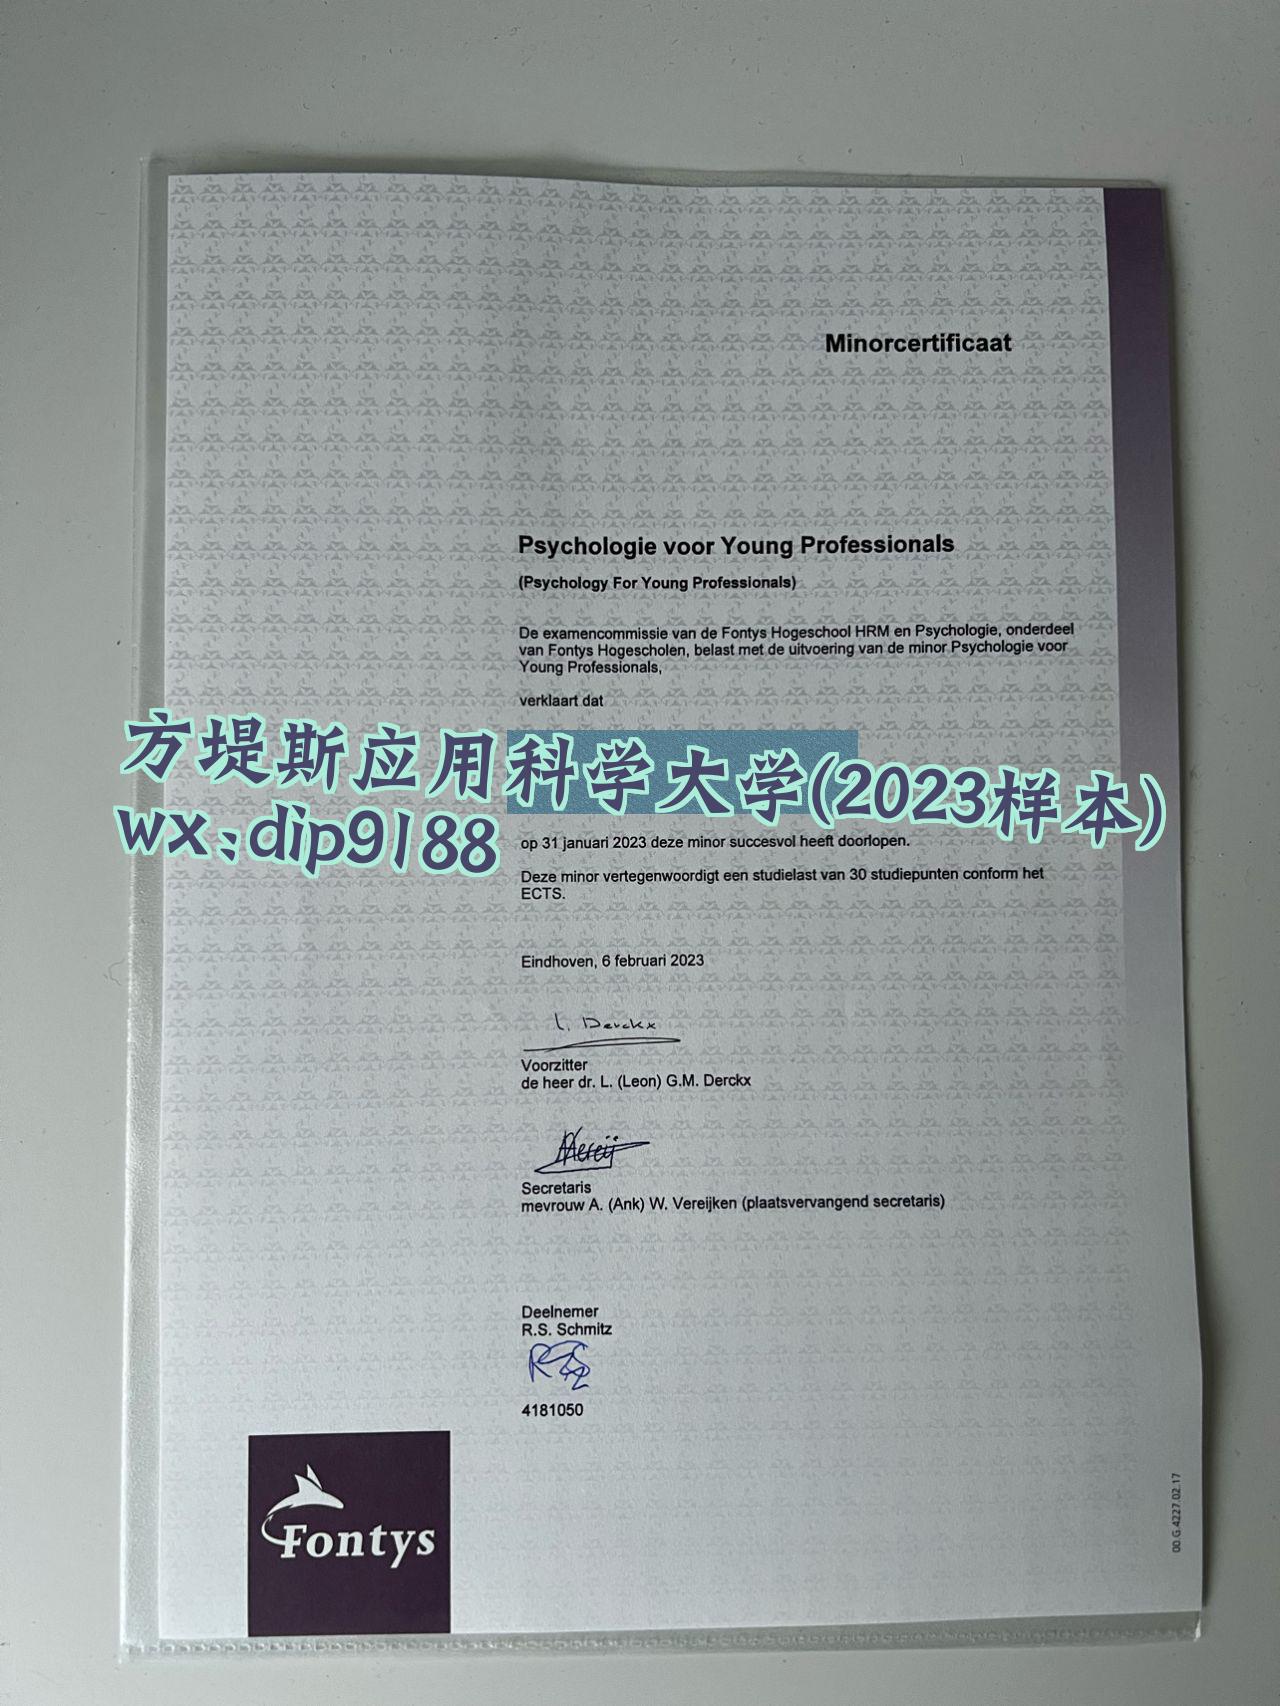 Minorcertificaat
Psychologie voor Young Professionals
(Psychology For Young Professionals)
De examencommissie van de Fontys Hogeschool HRM en Psychologie, onderdeel
van Fontys Hogescholen, belast met de uitvoering van de minor Psychologie voor
Young Professionals,
verklaart dat
方堤斯应用科学大学(2023样本)
wx:dip9188
op 31 januari 2023 deze minor succesvol heeft doorlopen.
Deze minor vertegenwoordigt een studielast van 30 studiepunten conform het
ECTS.
Eindhoven, 6 februari 2023
L. Derckx
Voorzitter
de heer dr. L. (Leon) G.M. Derckx
Secretaris
mevrouw A. (Ank) W. Vereijken (plaatsvervangend secretaris)
Deelnemer
R.S. Schmitz
4181050
Fontys
00.G.4227.02.17